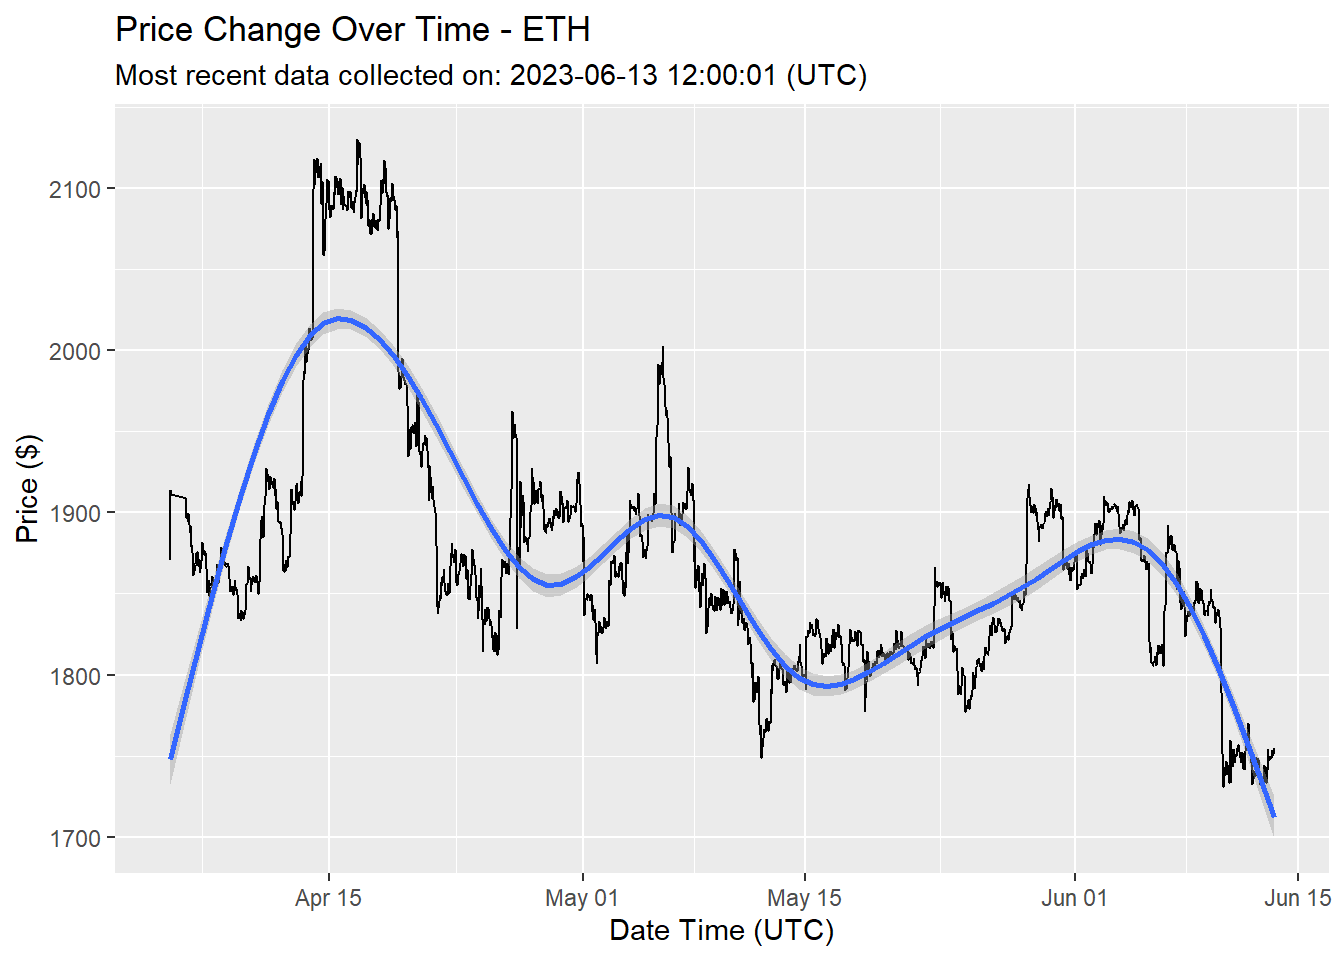 Price Change Over Time - ETH
Most recent data collected on: 2023-06-13 12:00:01 (UTC)
Price ($)
2100
2000
1900
1800
1700
Apr 15
May 01
May 15
Jun 01
Jun 15
Date Time (UTC)